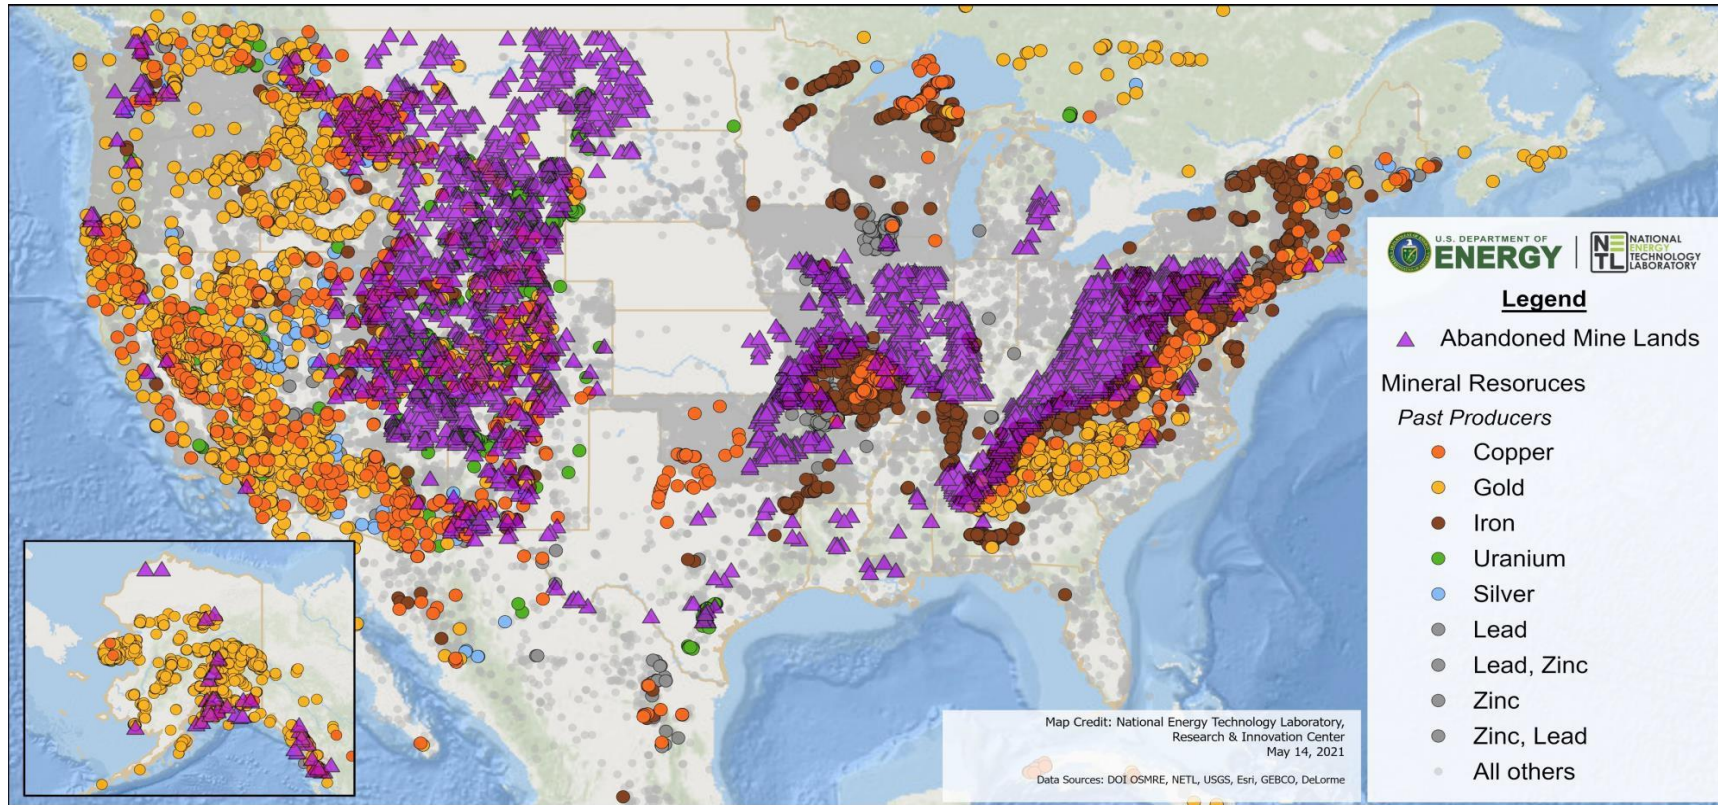 U.S. DEPARTMENT OF
ENERGY
NE
TL
NATIONAL
ENERGY
TECHNOLOGY
LABORATORY
Legend
Abandoned Mine Lands
Mineral Resoruces
Past Producers
Copper
Gold
Iron
Uranium
Silver
Lead
Lead, Zinc
Zinc
Zinc, Lead
All others
Map Credit: National Energy Technology Laboratory,
Research & Innovation Center
May 14, 2021
Data Sources: DOI OSMRE, NETL, USGS, Esri, GEBCO, DeLorme